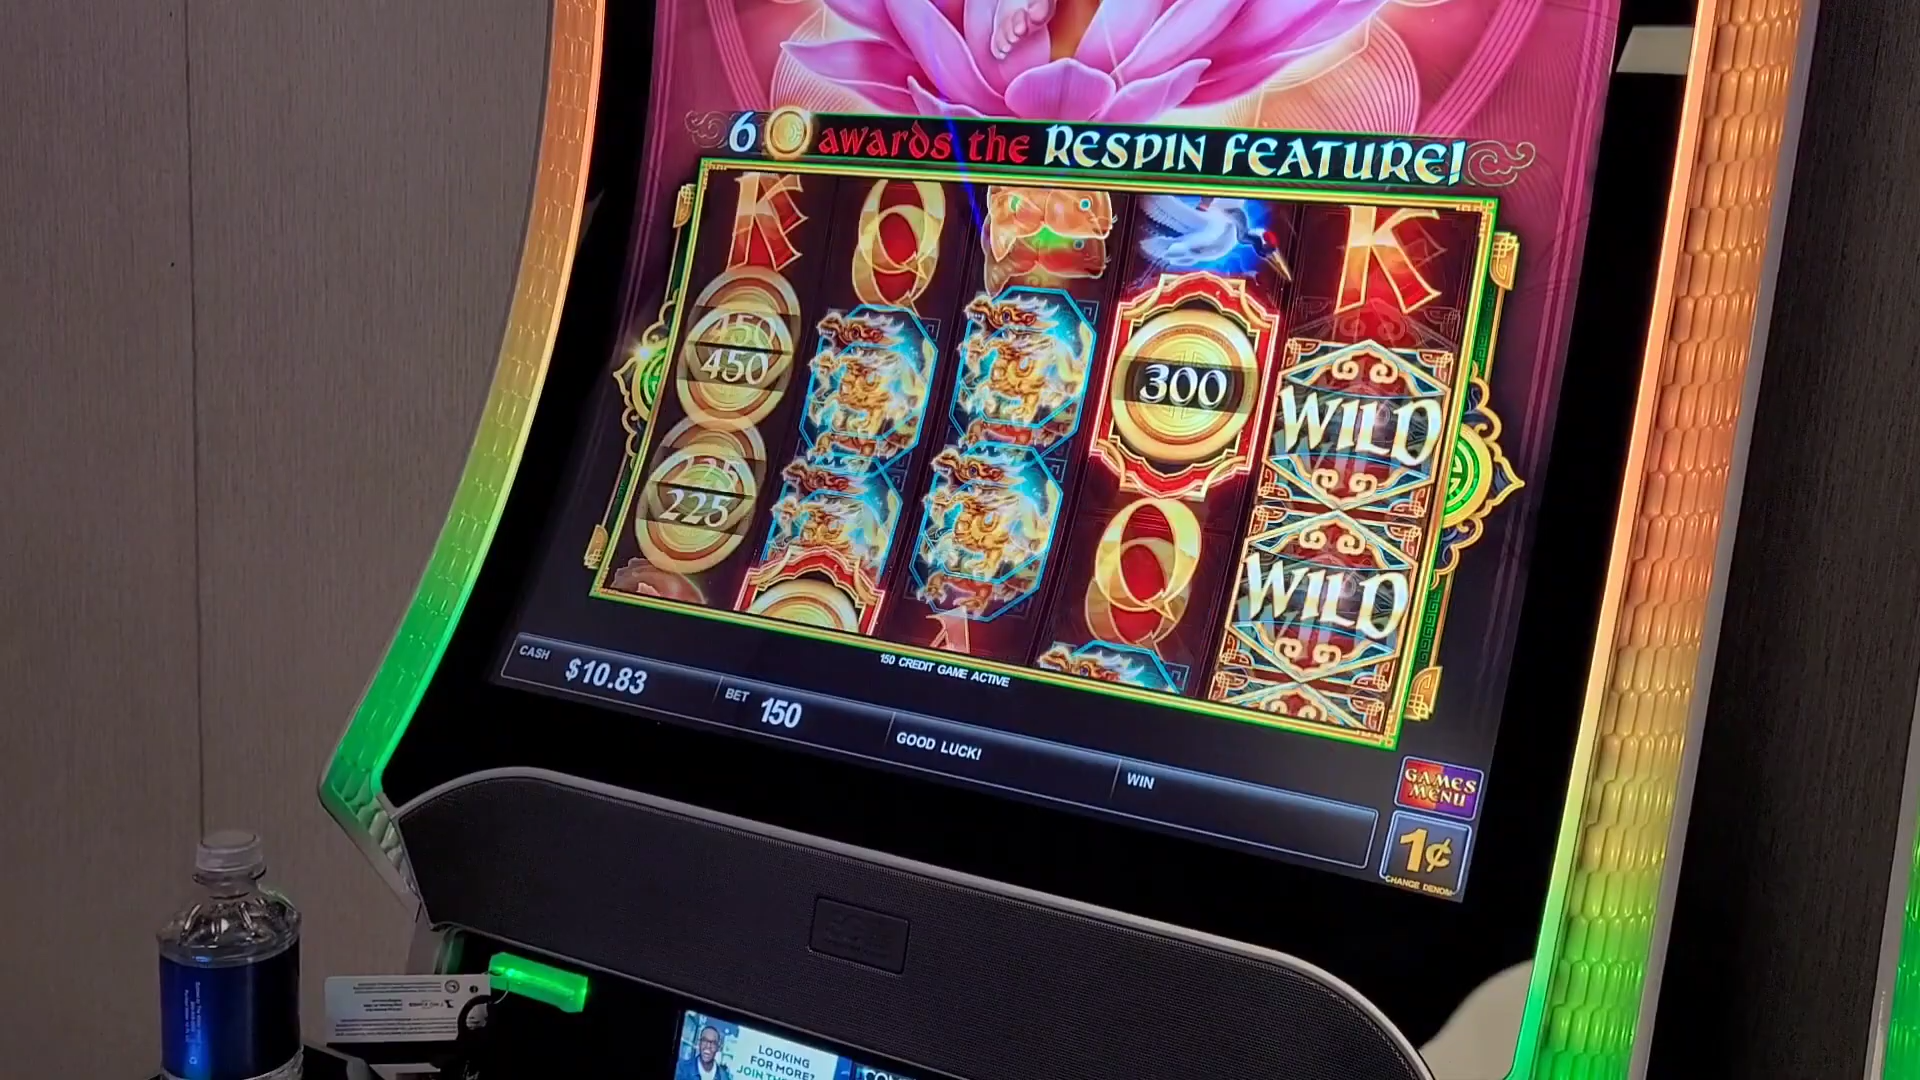 6 awards the RESPIN FEATURE!
K Q K
450
450
300
WILD
225
Q
WILD
150 CREDIT GAME ACTIVE
CASH $10.83
BET 150
GOOD LUCK!
WIN
GAMES
MENU
1¢
CHANGE DENOM
LOOKING
FOR MORE?